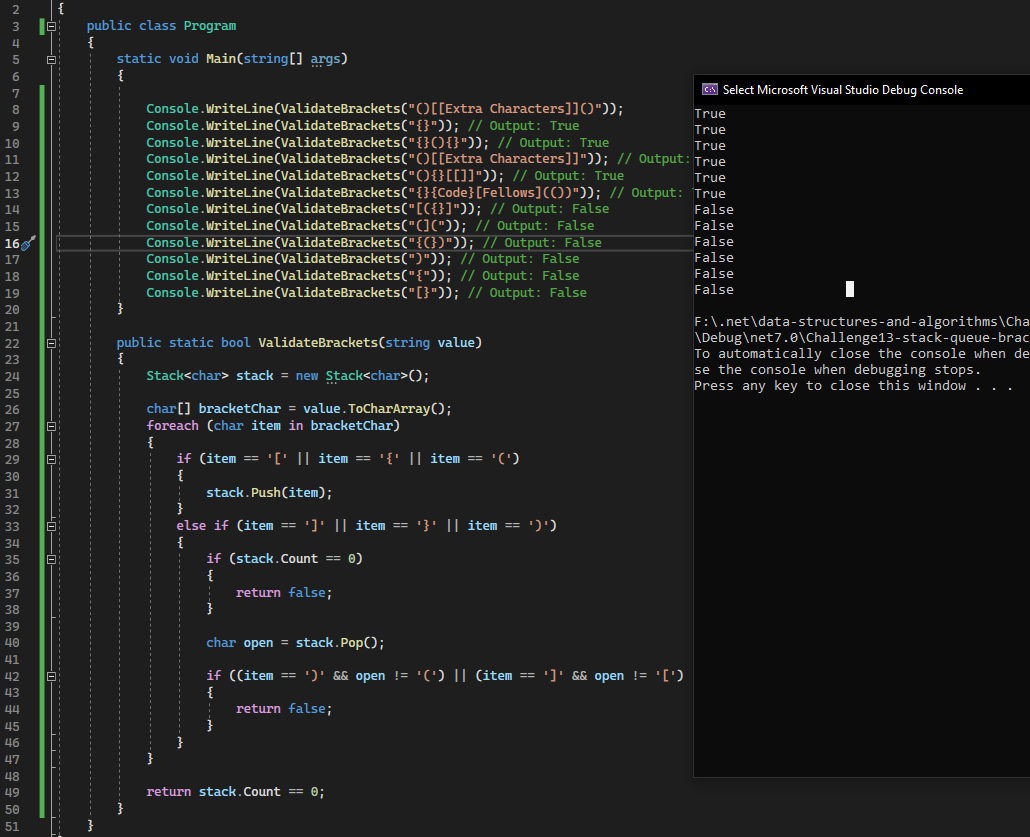 2 {
3 public class Program
4 {
5 static void Main(string[] args)
6 {
7
8 Console.WriteLine(ValidateBrackets("()[[Extra Characters]]()"));
9 Console.WriteLine(ValidateBrackets("{}")); // Output: True
10 Console.WriteLine(ValidateBrackets("{}(){}")); // Output: True
11 Console.WriteLine(ValidateBrackets("()[[Extra Characters]]")); // Output:
12 Console.WriteLine(ValidateBrackets("(){}[[]]")); // Output: True
13 Console.WriteLine(ValidateBrackets("{}{Code}[Fellows](())")); // Output:
14 Console.WriteLine(ValidateBrackets("[({}]")); // Output: False
15 Console.WriteLine(ValidateBrackets("(](")); // Output: False
16 Console.WriteLine(ValidateBrackets("{(})")); // Output: False
17 Console.WriteLine(ValidateBrackets(")")); // Output: False
18 Console.WriteLine(ValidateBrackets("{")); // Output: False
19 Console.WriteLine(ValidateBrackets("[}")); // Output: False
20 }
21
22 public static bool ValidateBrackets(string value)
23 {
24 Stack<char> stack = new Stack<char>();
25
26 char[] bracketChar = value.ToCharArray();
27 foreach (char item in bracketChar)
28 {
29 if (item == '[' || item == '{' || item == '(')
30 {
31 stack.Push(item);
32 }
33 else if (item == ']' || item == '}' || item == ')')
34 {
35 if (stack.Count == 0)
36 {
37 return false;
38 }
39
40 char open = stack.Pop();
41
42 if ((item == ')' && open != '(') || (item == ']' && open != '[')
43 {
44 return false;
45 }
46 }
47 }
48
49 return stack.Count == 0;
50 }
51 }
Select Microsoft Visual Studio Debug Console
True
True
True
True
True
True
False
False
False
False
False
False
F:\.net\data-structures-and-algorithms\Cha
\Debug\net7.0\Challenge13-stack-queue-brac
To automatically close the console when de
se the console when debugging stops.
Press any key to close this window . . .